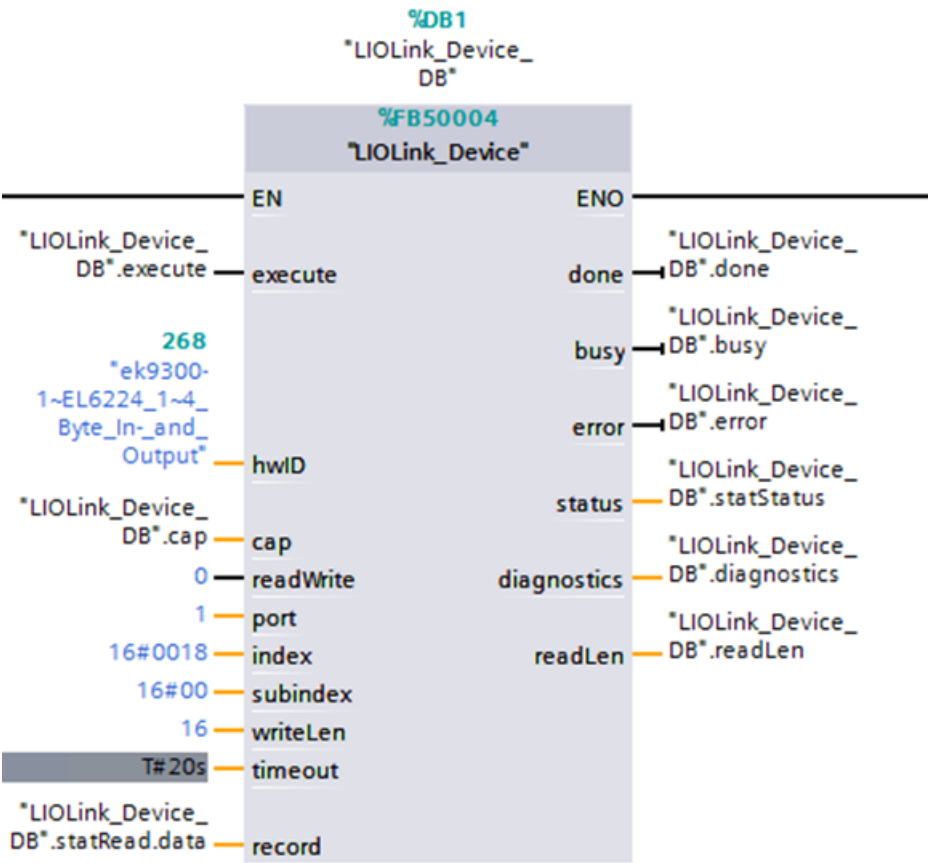 %DB1
"LIOLink_Device_
DB"
%FB50004
"LIOLink_Device"
EN
ENO
"LIOLink_Device_
DB".execute
execute
done
"LIOLink_Device_
DB".done
268
"ek9300-
1~EL6224_1~4_
Byte_In-_and_
Output"
hwID
busy
"LIOLink_Device_
DB".busy
error
"LIOLink_Device_
DB".error
status
"LIOLink_Device_
DB".statStatus
"LIOLink_Device_
DB".cap
cap
0
readWrite
diagnostics
"LIOLink_Device_
DB".diagnostics
1
port
16#0018
index
readLen
"LIOLink_Device_
DB".readLen
16#00
subindex
16
writeLen
T#20s
timeout
"LIOLink_Device_
DB".statRead.data
record